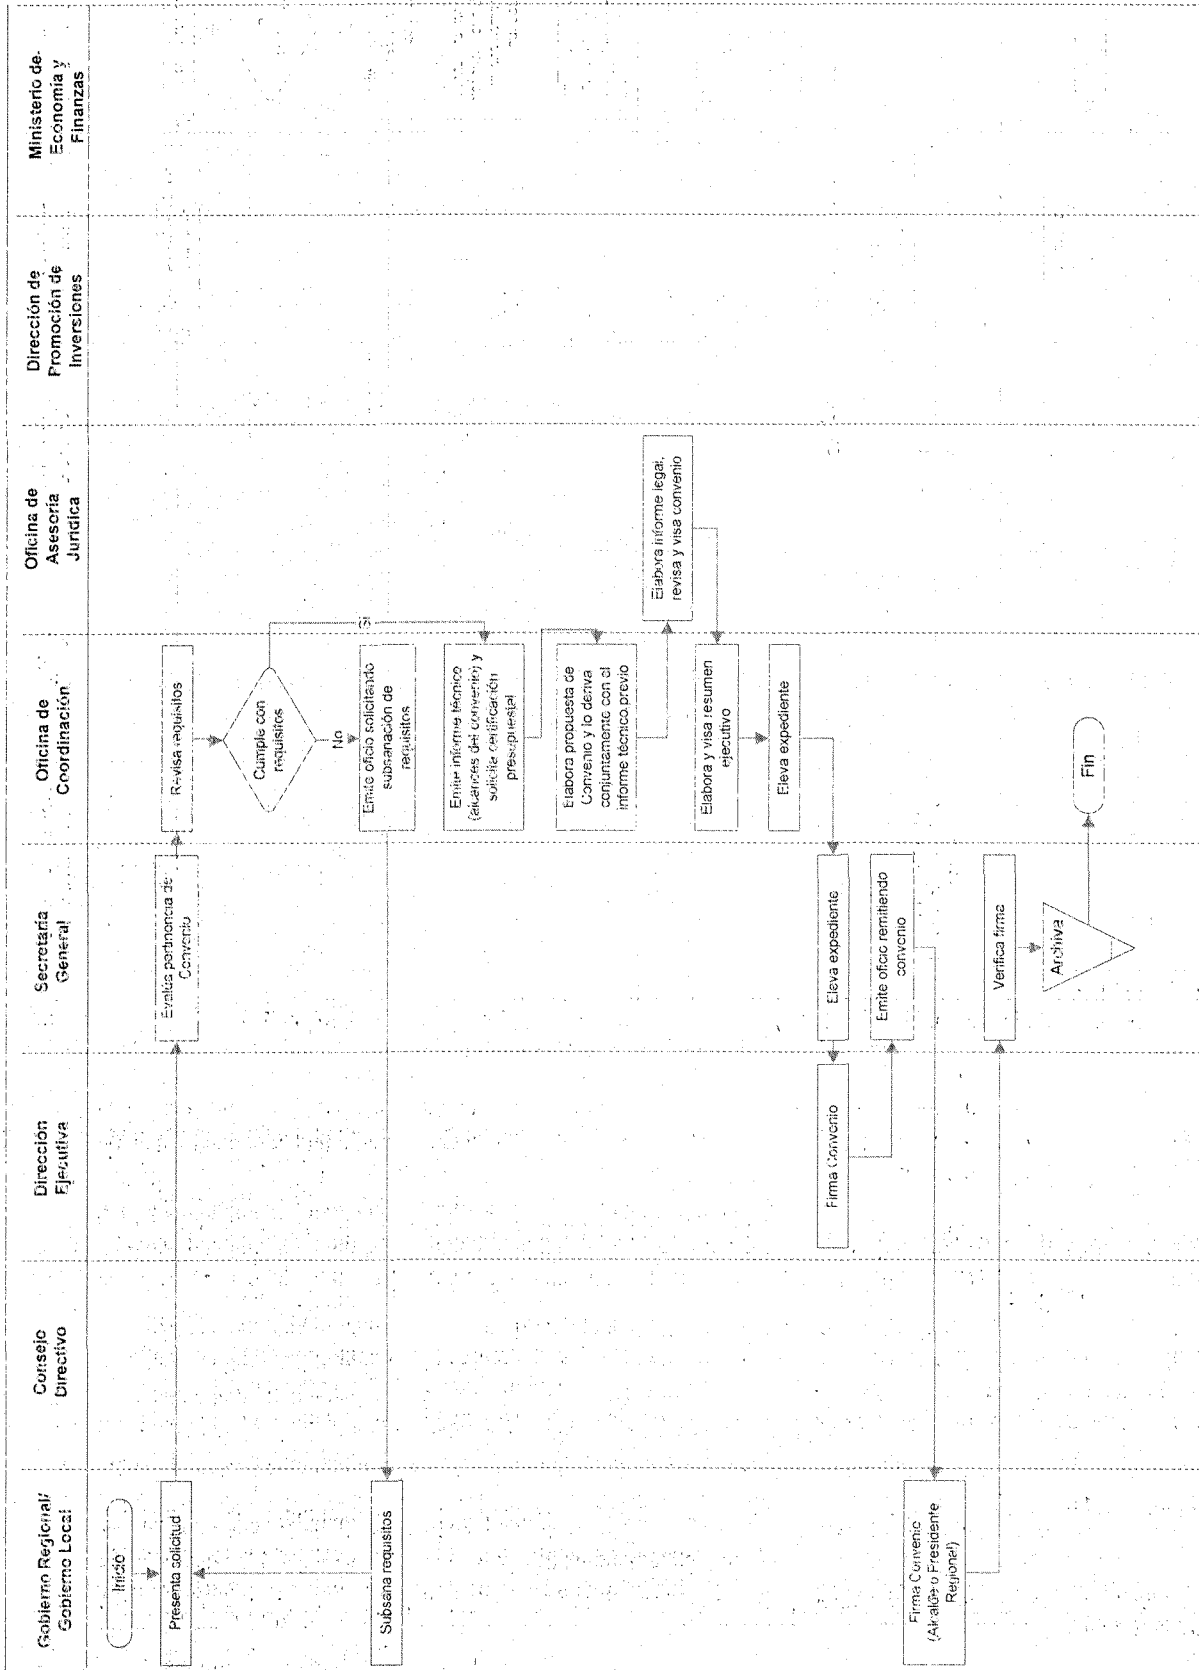 Gobierno Regional/
Gobierno Local
Consejo
Directivo
Dirección
Ejecutiva
Secretaría
General
Oficina de
Coordinación
Oficina de
Asesoría
Jurídica
Dirección de
Promoción de
Inversiones
Ministerio de
Economía y
Finanzas
Inicio
Presenta solicitud
Evalúa pertinencia de
Convenio
Revisa requisitos
Cumple con
requisitos
No
Si
Emite oficio solicitando
subsanación de
requisitos
Subsana requisitos
Emite informe técnico
(alcances del convenio) y
solicita certificación
presupuestal
Elabora propuesta de
Convenio y lo deriva
conjuntamente con el
informe técnico previo
Elabora informe legal,
revisa y visa convenio
Elabora y visa resumen
ejecutivo
Eleva expediente
Eleva expediente
Firma Convenio
Emite oficio remitiendo
convenio
Firma Convenio
(Alcalde o Presidente
Regional)
Verifica firma
Archiva
Fin